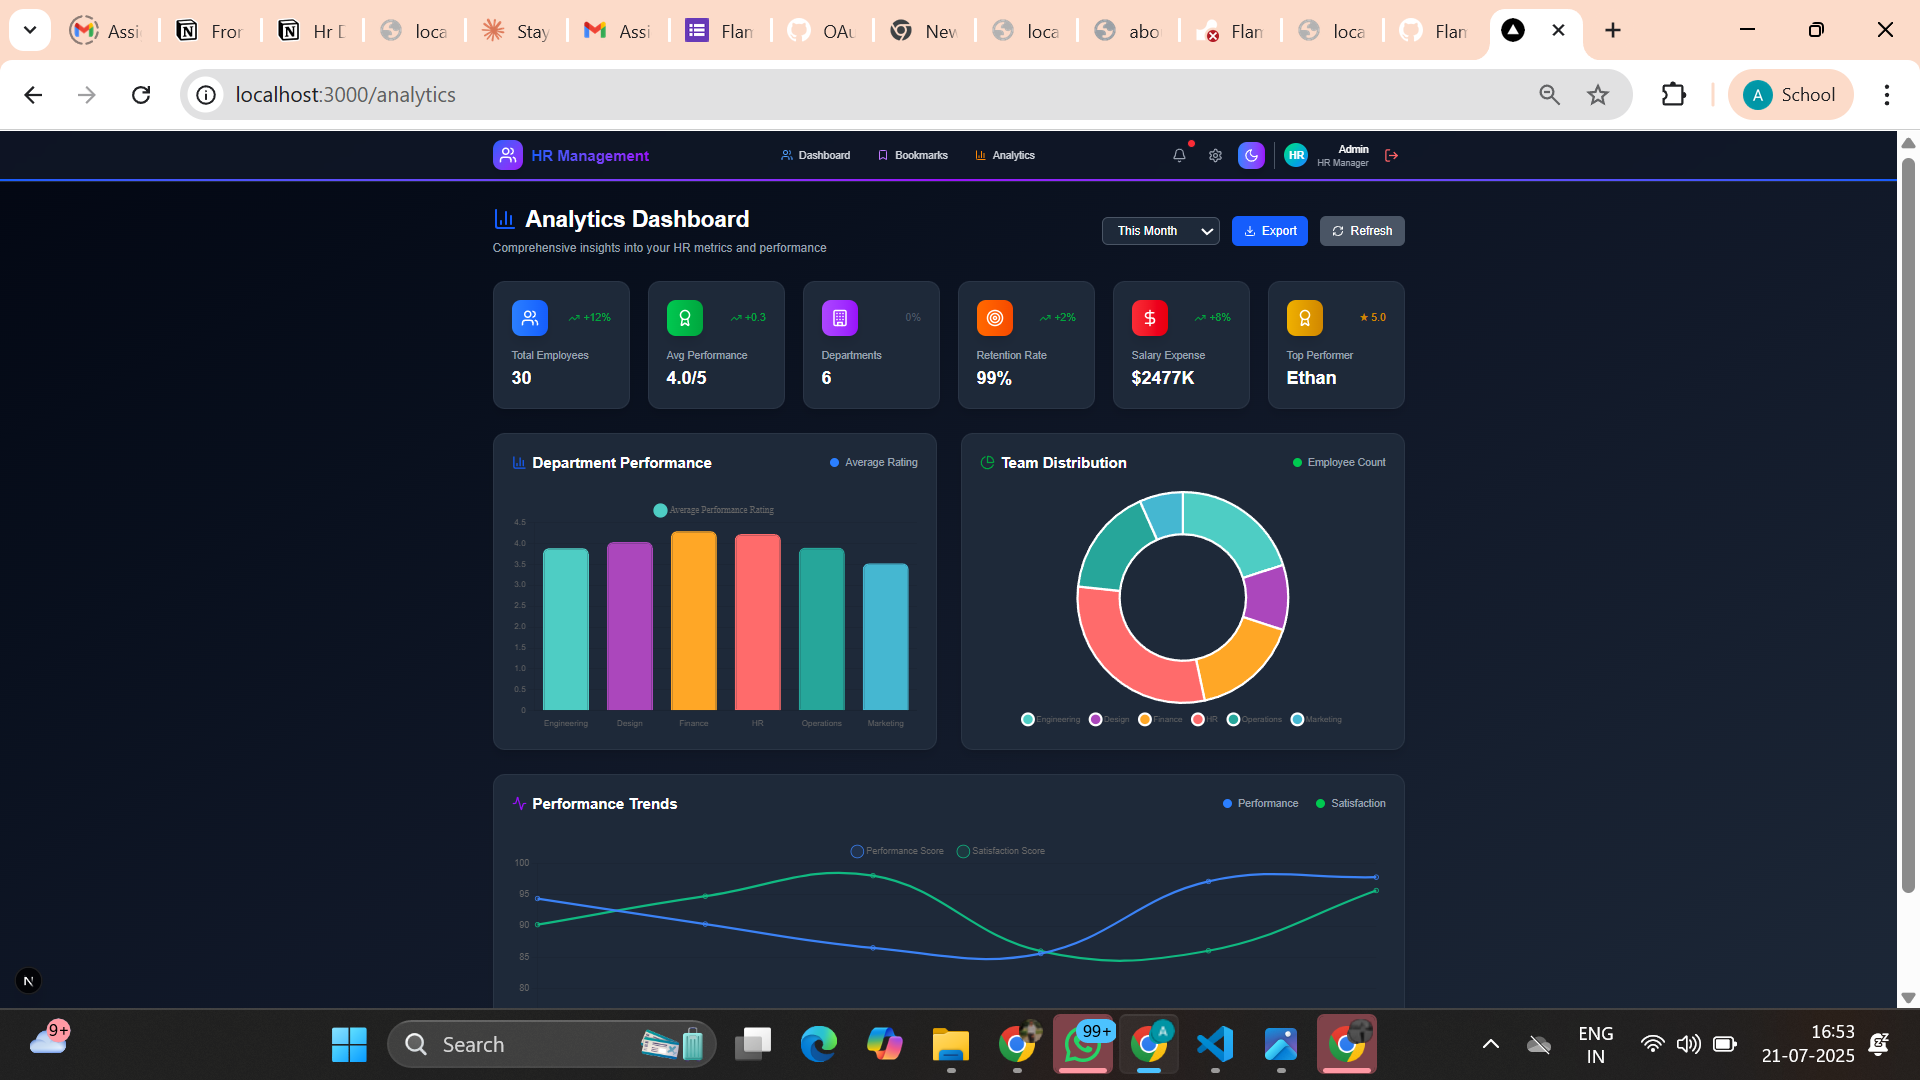 Assi
Fror
Hr D
loca
Stay
Assi
Flam
OAu
New
loca
abo
Flam
loca
Flam
localhost:3000/analytics
A
School
HR Management
Dashboard
Bookmarks
Analytics
HR
Admin
HR Manager
Analytics Dashboard
Comprehensive insights into your HR metrics and performance
This Month
Export
Refresh
+12%
Total Employees
30
+0.3
Avg Performance
4.0/5
0%
Departments
6
+2%
Retention Rate
99%
+8%
Salary Expense
$2477K
★ 5.0
Top Performer
Ethan
Department Performance
Average Rating
Average Performance Rating
4.5
4.0
3.5
3.0
2.5
2.0
1.5
1.0
0.5
0
Engineering Design Finance HR Operations Marketing
Team Distribution
Employee Count
Engineering Design Finance HR Operations Marketing
Performance Trends
Performance Satisfaction
Performance Score Satisfaction Score
100
95
90
85
80
N
9+
Search
99+
A
ENG
IN
16:53
21-07-2025